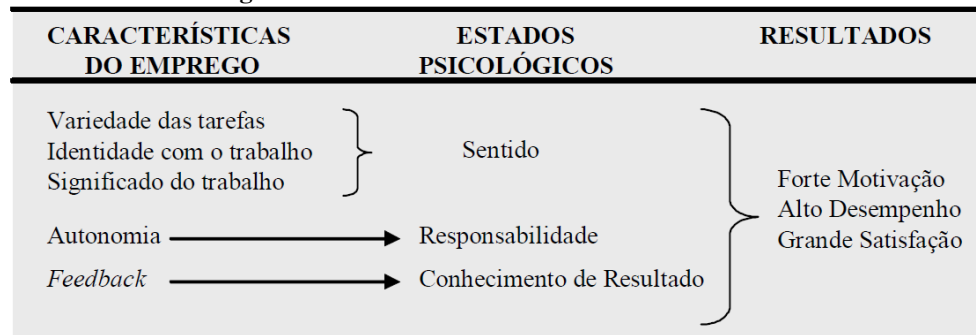 CARACTERÍSTICAS DO EMPREGO
ESTADOS PSICOLÓGICOS
RESULTADOS
Variedade das tarefas
Identidade com o trabalho
Significado do trabalho
Sentido
Autonomia
Responsabilidade
Feedback
Conhecimento de Resultado
Forte Motivação
Alto Desempenho
Grande Satisfação